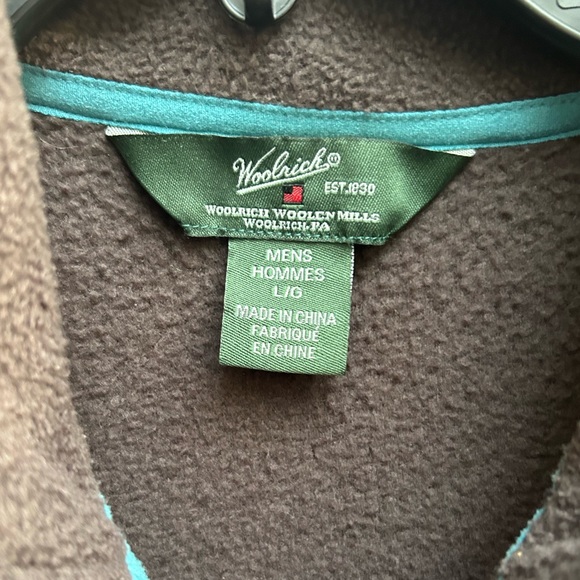 Woolrich
EST.1830
WOOLRICH WOOLEN MILLS
WOOLRICH, PA
MENS
HOMMES
L/G
MADE IN CHINA
FABRIQUÉ
EN CHINE